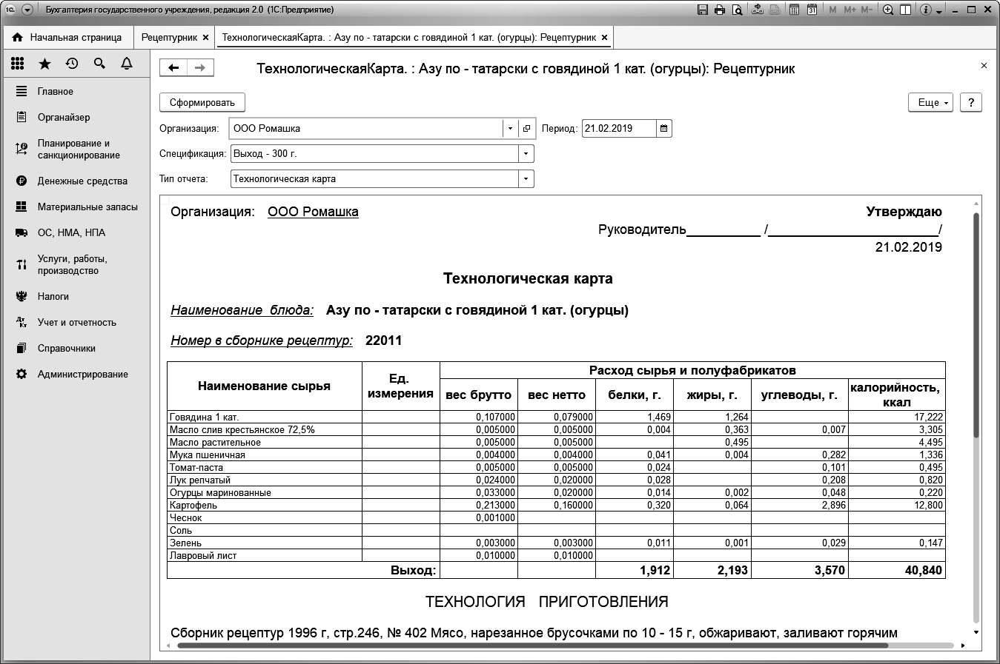 Бухгалтерия государственного учреждения, редакция 2.0 (1С:Предприятие)
31 M M+ M−
Начальная страница
Рецептурник ×
ТехнологическаяКарта. : Азу по - татарски с говядиной 1 кат. (огурцы): Рецептурник ×
ТехнологическаяКарта. : Азу по - татарски с говядиной 1 кат. (огурцы): Рецептурник
Главное
Органайзер
Планирование и
санкционирование
Денежные средства
Материальные запасы
ОС, НМА, НПА
Услуги, работы,
производство
Налоги
Учет и отчетность
Справочники
Администрирование
Сформировать
Еще
?
Организация: ООО Ромашка Период: 21.02.2019
Спецификация: Выход - 300 г.
Тип отчета: Технологическая карта
Организация: ООО Ромашка
Утверждаю
Руководитель__________ /_______________________/
21.02.2019
Технологическая карта
Наименование блюда: Азу по - татарски с говядиной 1 кат. (огурцы)
Номер в сборнике рецептур: 22011
Наименование сырья
Ед.
измерения
Расход сырья и полуфабрикатов
вес брутто вес нетто белки, г. жиры, г. углеводы, г. калорийность,
ккал
Говядина 1 кат. 0,107000 0,079000 1,469 1,264 17,222
Масло слив крестьянское 72,5% 0,005000 0,005000 0,004 0,363 0,007 3,305
Масло растительное 0,005000 0,005000 0,495 4,495
Мука пшеничная 0,004000 0,004000 0,041 0,004 0,282 1,336
Томат-паста 0,005000 0,005000 0,024 0,101 0,495
Лук репчатый 0,024000 0,020000 0,028 0,208 0,820
Огурцы маринованные 0,033000 0,020000 0,014 0,002 0,048 0,220
Картофель 0,213000 0,160000 0,320 0,064 2,896 12,800
Чеснок 0,001000
Соль
Зелень 0,003000 0,003000 0,011 0,001 0,029 0,147
Лавровый лист 0,010000 0,010000
Выход: 1,912 2,193 3,570 40,840
ТЕХНОЛОГИЯ ПРИГОТОВЛЕНИЯ
Сборник рецептур 1996 г, стр.246, № 402 Мясо, нарезанное брусочками по 10 - 15 г, обжаривают, заливают горячим